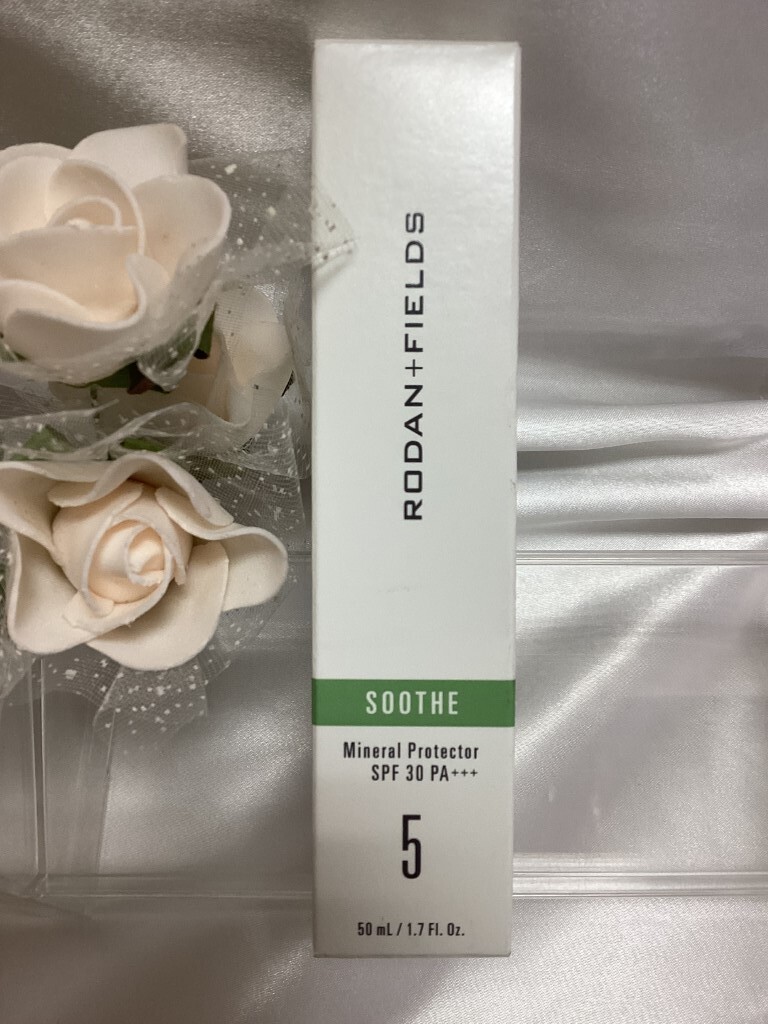 RODAN+FIELDS
SOOTHE
Mineral Protector
SPF 30 PA+++
5
50 mL / 1.7 Fl. Oz.